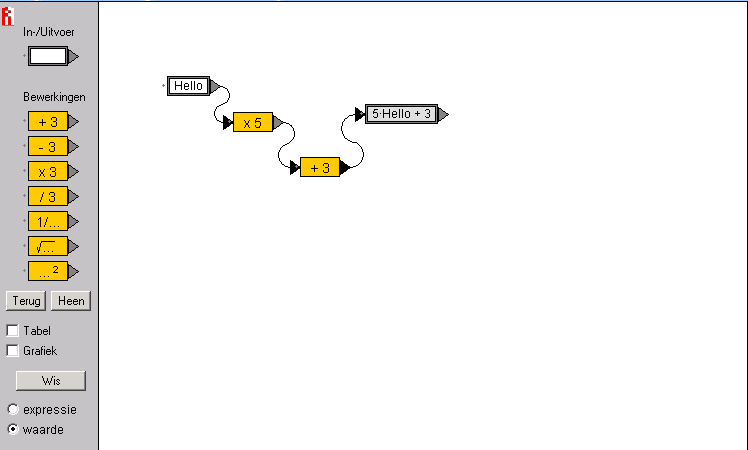 In-/Uitvoer
Bewerkingen
+ 3
- 3
x 3
/ 3
1/...
√...
...²
Terug Heen
Tabel
Grafiek
Wis
expressie
waarde
Hello
x 5
+ 3
5·Hello + 3